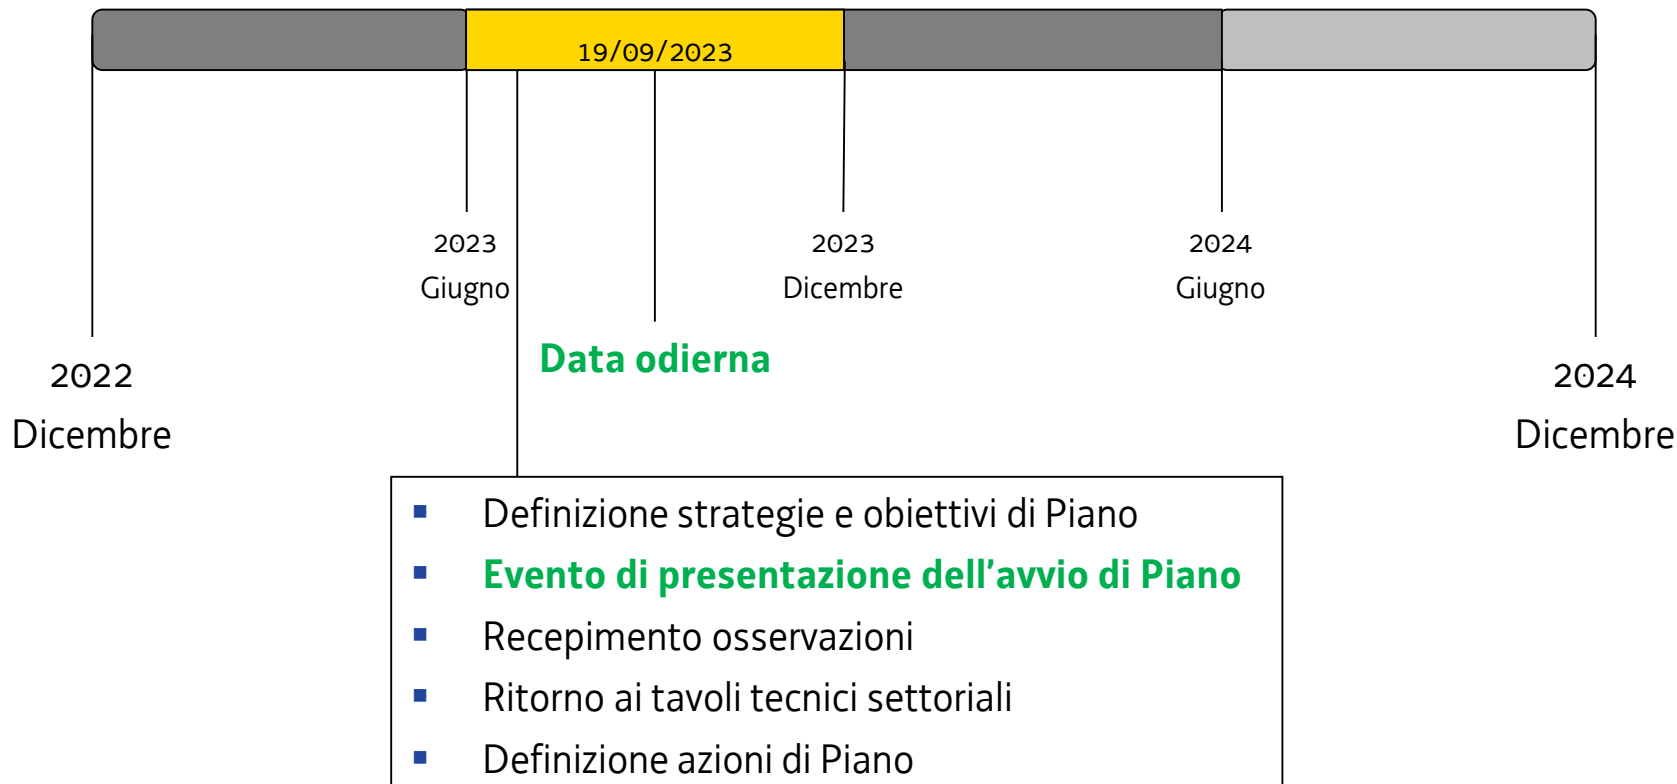 19/09/2023
2023
Giugno
2023
Dicembre
2024
Giugno
Data odierna
2022
Dicembre
2024
Dicembre
▪ Definizione strategie e obiettivi di Piano
▪ Evento di presentazione dell’avvio di Piano
▪ Recepimento osservazioni
▪ Ritorno ai tavoli tecnici settoriali
▪ Definizione azioni di Piano